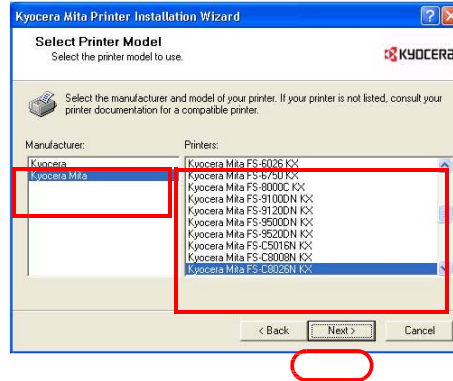 Kyocera Mita Printer Installation Wizard
Select Printer Model
Select the printer model to use.
KYOCERA
Select the manufacturer and model of your printer. If your printer is not listed, consult your
printer documentation for a compatible printer.
Manufacturer:
Printers:
Kyocera
Kyocera Mita
Kyocera Mita FS-6026 KX
Kyocera Mita FS-6750 KX
Kyocera Mita FS-8000C KX
Kyocera Mita FS-9100DN KX
Kyocera Mita FS-9120DN KX
Kyocera Mita FS-9500DN KX
Kyocera Mita FS-9520DN KX
Kyocera Mita FS-C5016N KX
Kyocera Mita FS-C8008N KX
Kyocera Mita FS-C8026N KX
< Back
Next >
Cancel